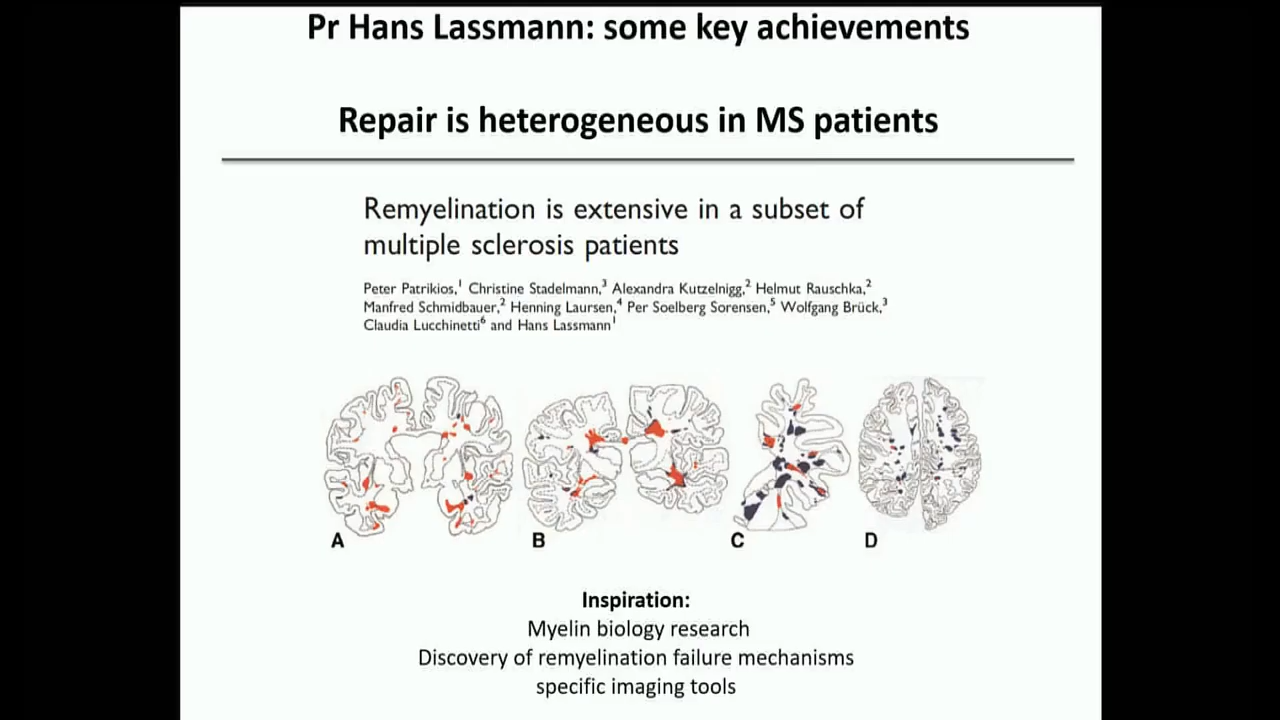 Pr Hans Lassmann: some key achievements
Repair is heterogeneous in MS patients
Remyelination is extensive in a subset of
multiple sclerosis patients
Peter Patrikios,1 Christine Stadelmann,3 Alexandra Kutzelnigg,2 Helmut Rauschka,2
Manfred Schmidbauer,2 Henning Laursen,4 Per Soelberg Sorensen,5 Wolfgang Brück,3
Claudia Lucchinetti6 and Hans Lassmann1
A B C D
Inspiration:
Myelin biology research
Discovery of remyelination failure mechanisms
specific imaging tools